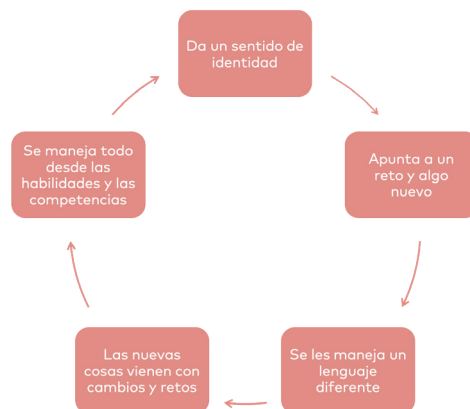 Da un sentido de
identidad
Apunta a un
reto y algo
nuevo
Se les maneja un
lenguaje
diferente
Las nuevas
cosas vienen con
cambios y retos
Se maneja todo
desde las
habilidades y las
competencias